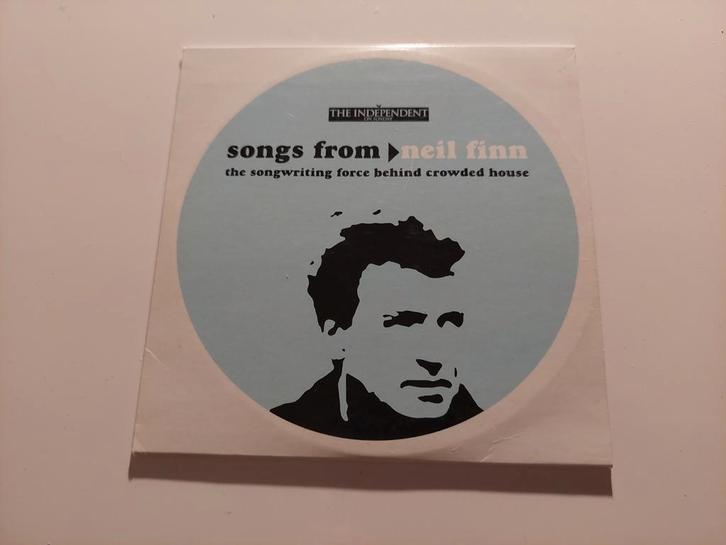 THE INDEPENDENT
ON SUNDAY
songs from neil finn
the songwriting force behind crowded house